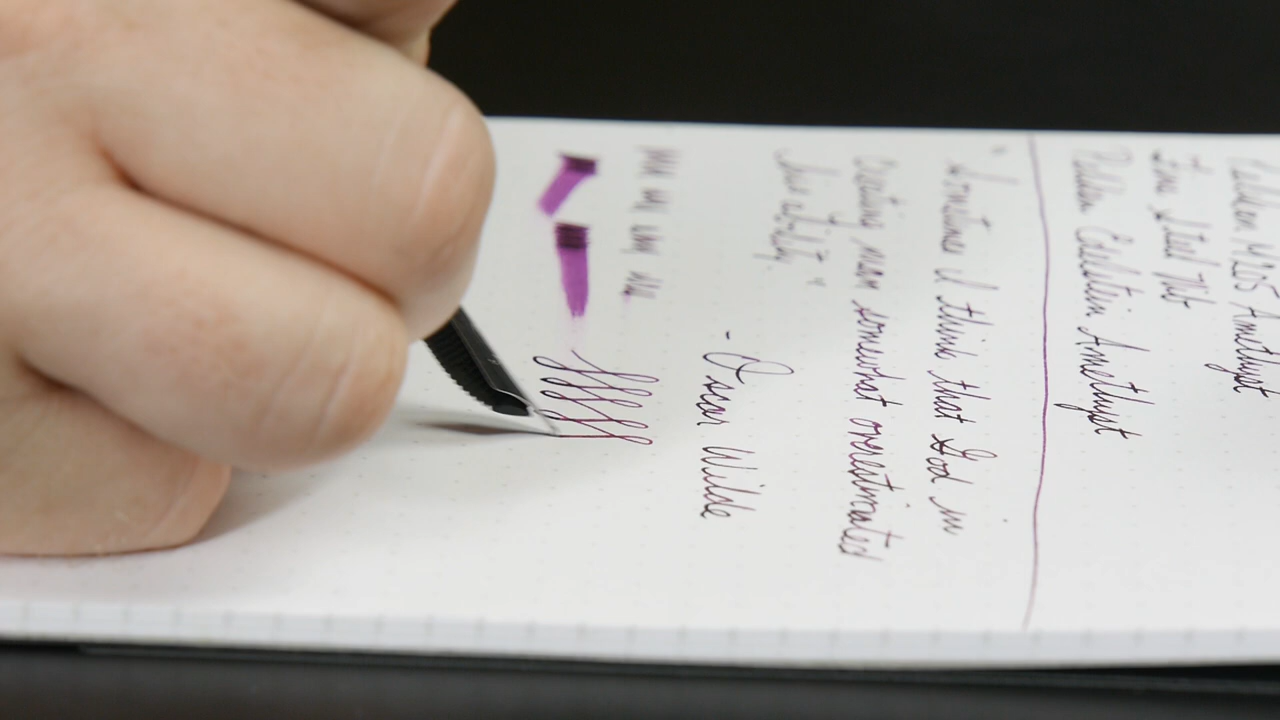 Pelikan M205 Amethyst
Fine Steel Nib
Pelikan Edelstein Amethyst
"Sometimes I think that God in
Creating man somewhat overestimated
his ability"
- Oscar Wilde